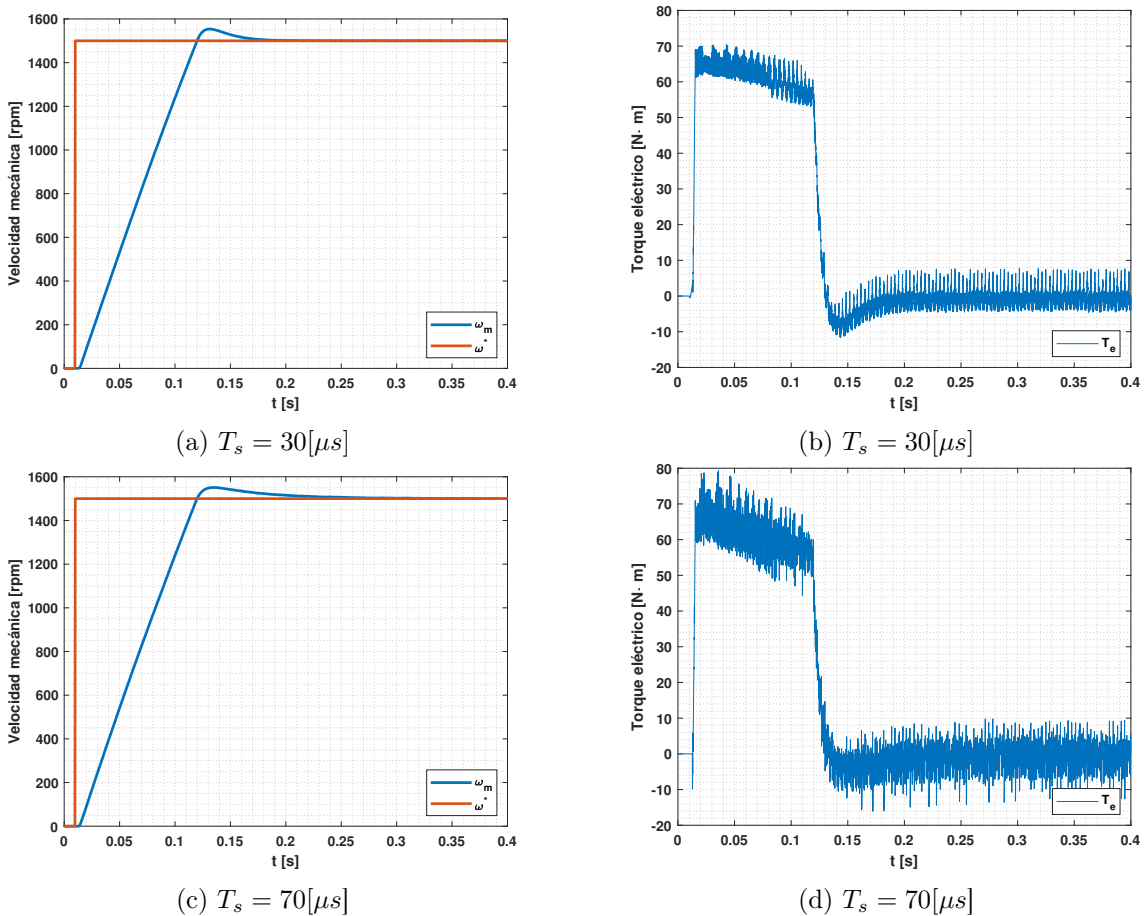 1600
1400
1200
1000
800
600
400
200
0
Velocidad mecánica [rpm]
0 0.05 0.1 0.15 0.2 0.25 0.3 0.35 0.4
t [s]
ω_m
ω*
(a) T_s = 30[μs]
80
70
60
50
40
30
20
10
0
-10
-20
Torque eléctrico [N· m]
0 0.05 0.1 0.15 0.2 0.25 0.3 0.35 0.4
t [s]
T_e
(b) T_s = 30[μs]
1600
1400
1200
1000
800
600
400
200
0
Velocidad mecánica [rpm]
0 0.05 0.1 0.15 0.2 0.25 0.3 0.35 0.4
t [s]
ω_m
ω*
(c) T_s = 70[μs]
80
70
60
50
40
30
20
10
0
-10
-20
Torque eléctrico [N· m]
0 0.05 0.1 0.15 0.2 0.25 0.3 0.35 0.4
t [s]
T_e
(d) T_s = 70[μs]